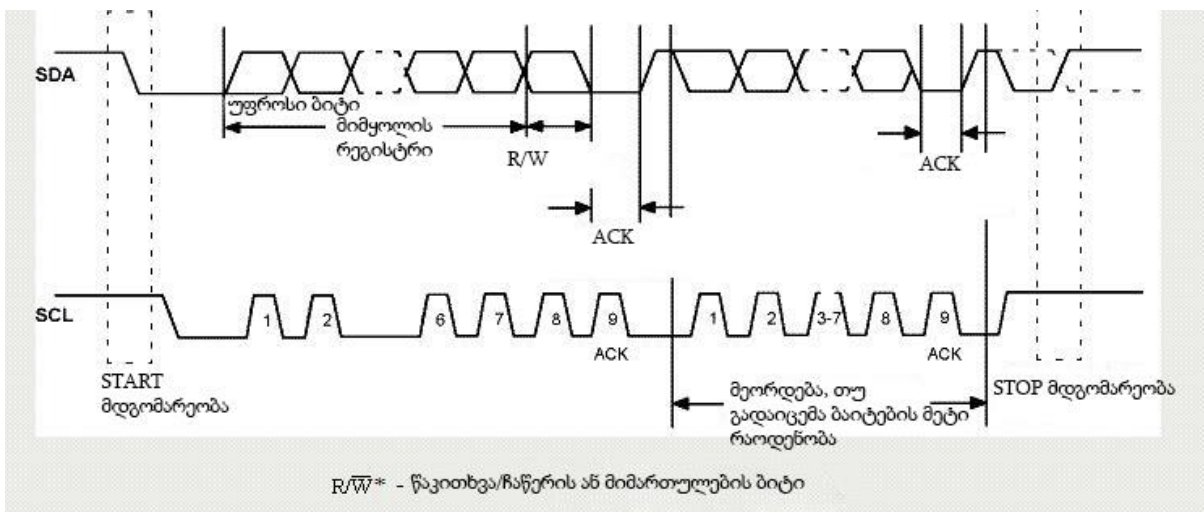 SDA
უფროსი ბიტი
მიმყოლის
რეგისტრი
R/W
ACK
ACK
SCL
1
2
6
7
8
9
1
2
3-7
8
9
ACK
ACK
START
მდგომარეობა
მეორდება, თუ
გადაიცემა ბაიტების მეტი
რაოდენობა
STOP მდგომარეობა
R/W̅* - წაკითხვა/ჩაწერის ან მიმართულების ბიტი